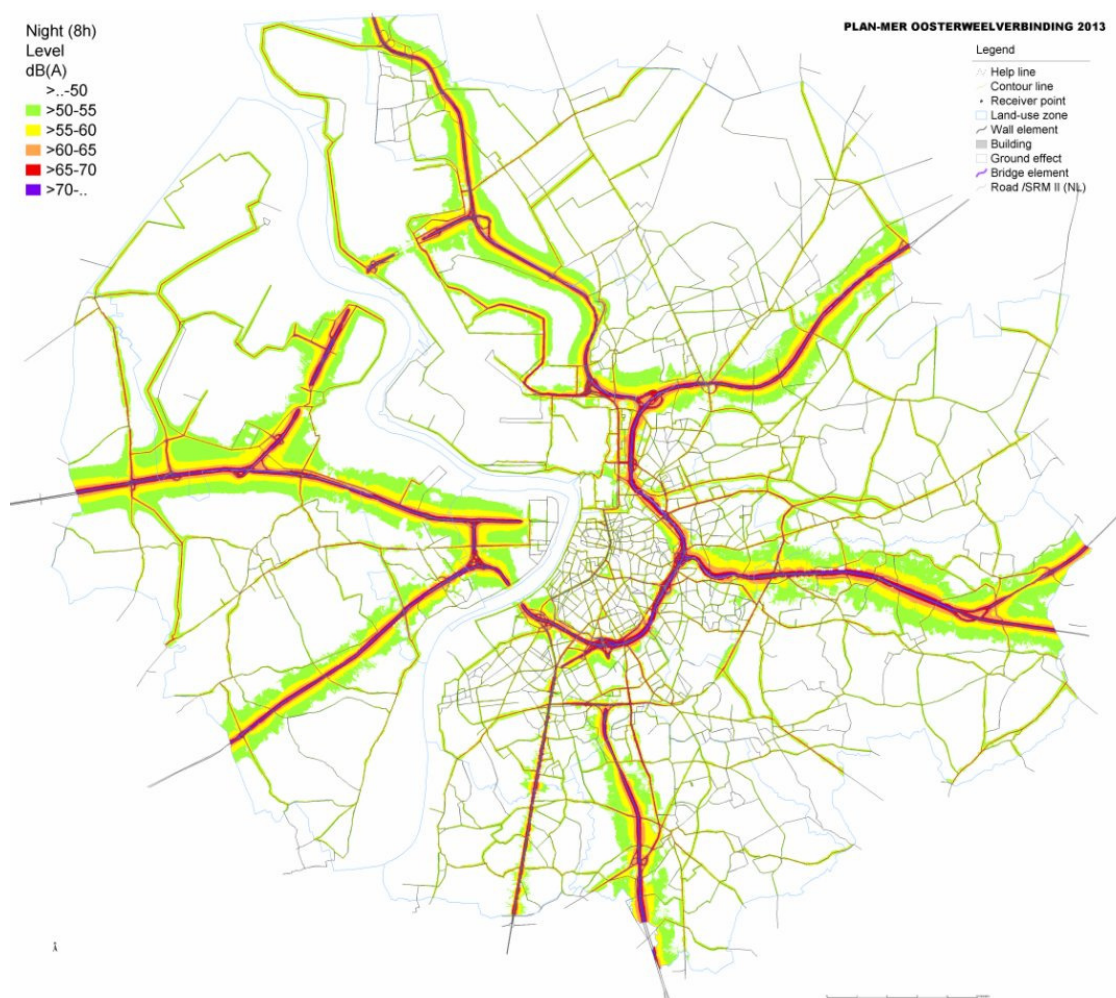 Night (8h)
Level
dB(A)
>..-50
>50-55
>55-60
>60-65
>65-70
>70-..
PLAN-MER OOSTERWEELVERBINDING 2013
Legend
Help line
Contour line
Receiver point
Land-use zone
Wall element
Building
Ground effect
Bridge element
Road /SRM II (NL)